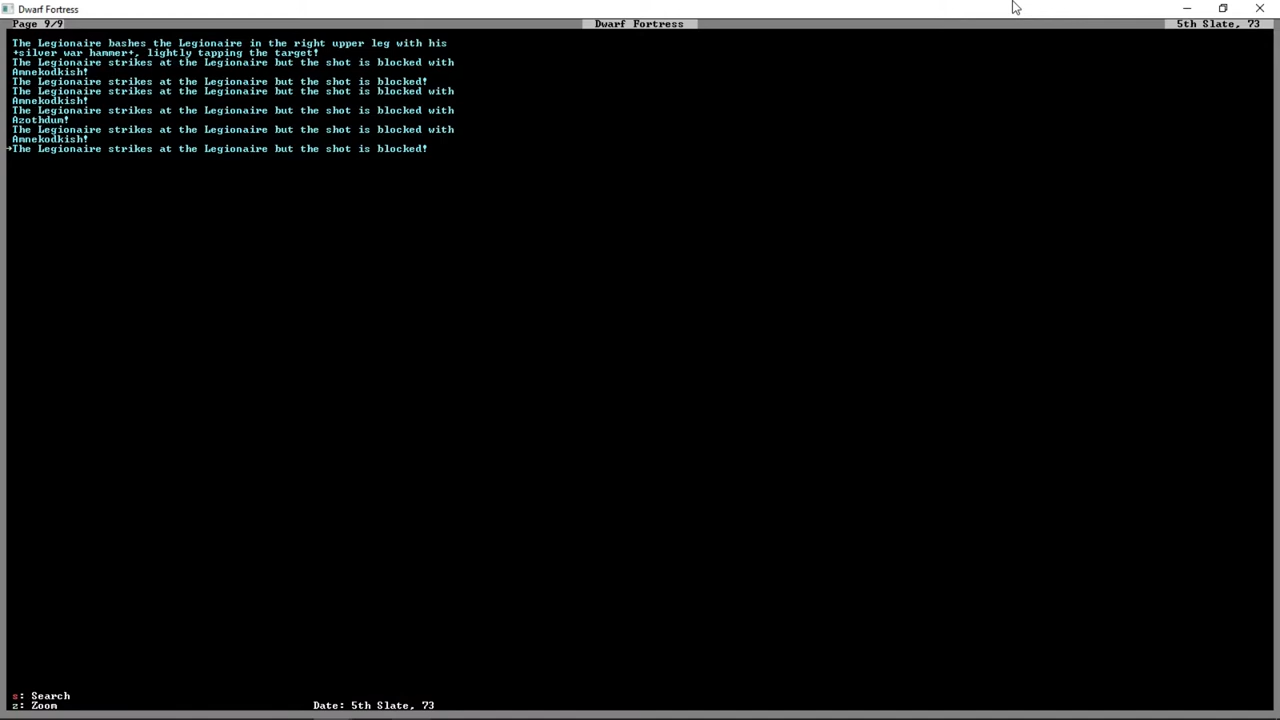 Dwarf Fortress
Page 9/9
Dwarf Fortress
5th Slate, 73
The Legionaire bashes the Legionaire in the right upper leg with his
+silver war hammer+, lightly tapping the target!
The Legionaire strikes at the Legionaire but the shot is blocked with
Amnekodkish!
The Legionaire strikes at the Legionaire but the shot is blocked!
The Legionaire strikes at the Legionaire but the shot is blocked with
Amnekodkish!
The Legionaire strikes at the Legionaire but the shot is blocked with
Azothdum!
The Legionaire strikes at the Legionaire but the shot is blocked with
Amnekodkish!
→The Legionaire strikes at the Legionaire but the shot is blocked!
s: Search
z: Zoom
Date: 5th Slate, 73